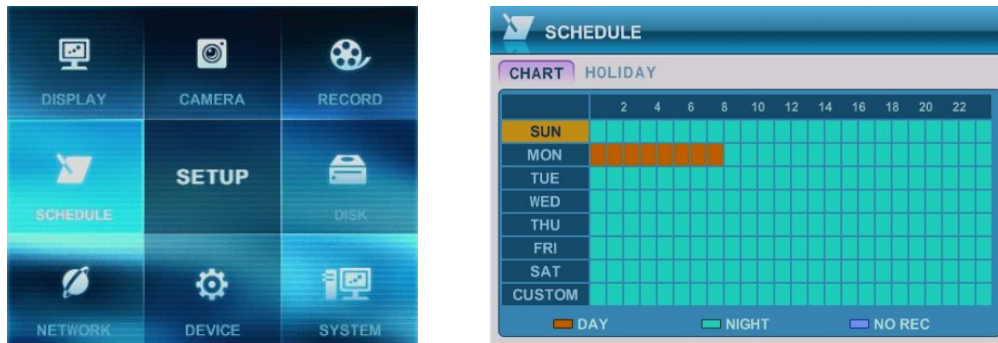 DISPLAY CAMERA RECORD
SCHEDULE SETUP DISK
NETWORK DEVICE SYSTEM
SCHEDULE
CHART HOLIDAY
2 4 6 8 10 12 14 16 18 20 22
SUN
MON
TUE
WED
THU
FRI
SAT
CUSTOM
DAY NIGHT NO REC